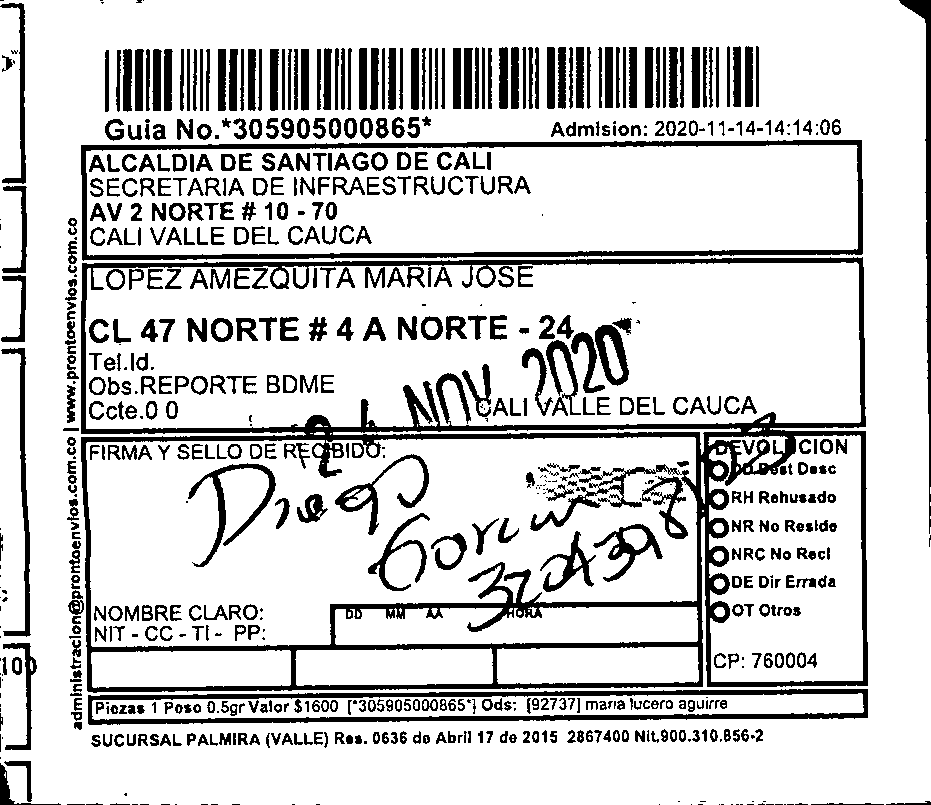 Guia No.*305905000865*
Admision: 2020-11-14-14:14:06
ALCALDIA DE SANTIAGO DE CALI
SECRETARIA DE INFRAESTRUCTURA
AV 2 NORTE # 10 - 70
CALI VALLE DEL CAUCA
LOPEZ AMEZQUITA MARIA JOSE
CL 47 NORTE # 4 A NORTE - 24
Tel.Id.
Obs.REPORTE BDME
Ccte.0 0
CALI VALLE DEL CAUCA
24 NOV 2020
administracion@prontoenvios.com.co | www.prontoenvios.com.co
FIRMA Y SELLO DE RECIBIDO:
Diego
DEVOLUCION
DD Dest Desc
RH Rehusado
NR No Reside
NRC No Recl
DE Dir Errada
OT Otros
CP: 760004
NOMBRE CLARO:
NIT - CC - TI - PP:
DD MM AA HORA
100
Piezas 1 Peso 0.5gr Valor $1600 [*305905000865*] Ods: [92737] maria lucero aguirre
SUCURSAL PALMIRA (VALLE) Res. 0636 de Abril 17 de 2015 2867400 Nit.900.310.856-2